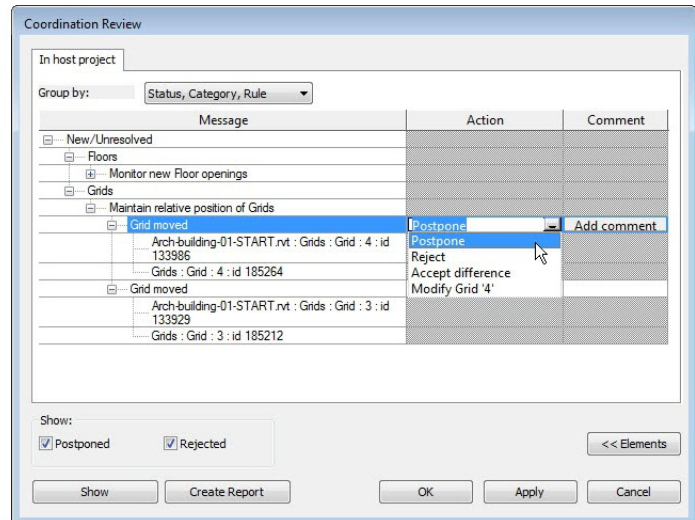 Coordination Review
In host project
Group by: Status, Category, Rule
Message Action Comment
New/Unresolved
Floors
Monitor new Floor openings
Grids
Maintain relative position of Grids
Grid moved Postpone Add comment
Postpone
Arch-building-01-START.rvt : Grids : Grid : 4 : id
133986
Reject
Accept difference
Grids : Grid : 4 : id 185264
Modify Grid '4'
Grid moved
Arch-building-01-START.rvt : Grids : Grid : 3 : id
133929
Grids : Grid : 3 : id 185212
Show:
Postponed Rejected << Elements
Show Create Report OK Apply Cancel